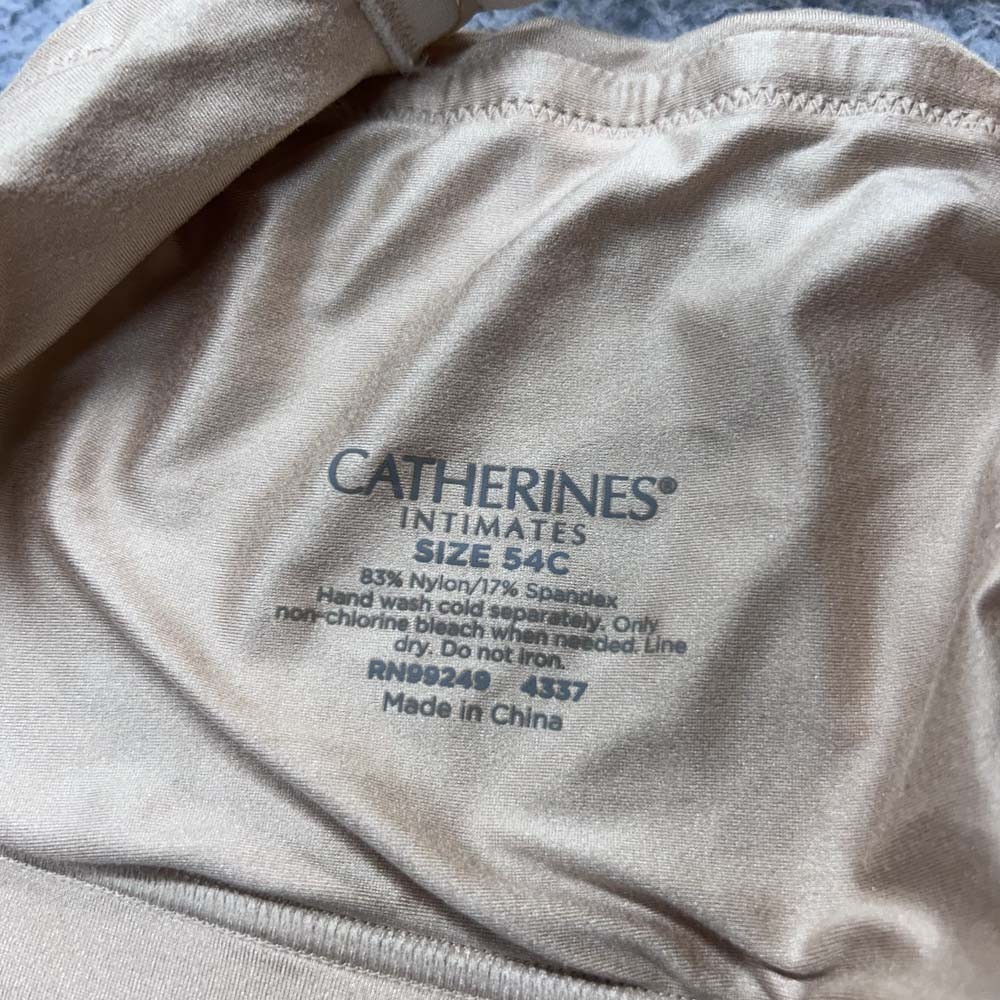 CATHERINES®
INTIMATES
SIZE 54C
83% Nylon/17% Spandex
Hand wash cold separately. Only
non-chlorine bleach when needed. Line
dry. Do not Iron.
RN99249 4337
Made in China